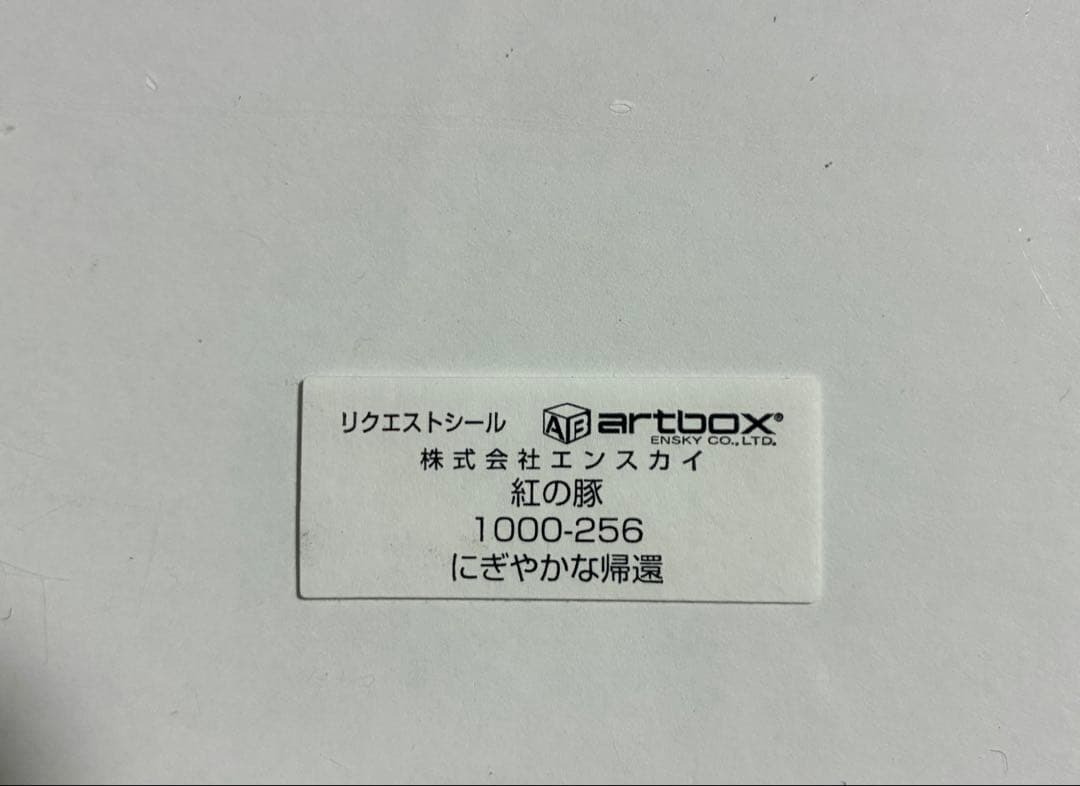 リクエストシール AB artbox®
ENSKY CO.,LTD.
株式会社エンスカイ
紅の豚
1000-256
にぎやかな帰還